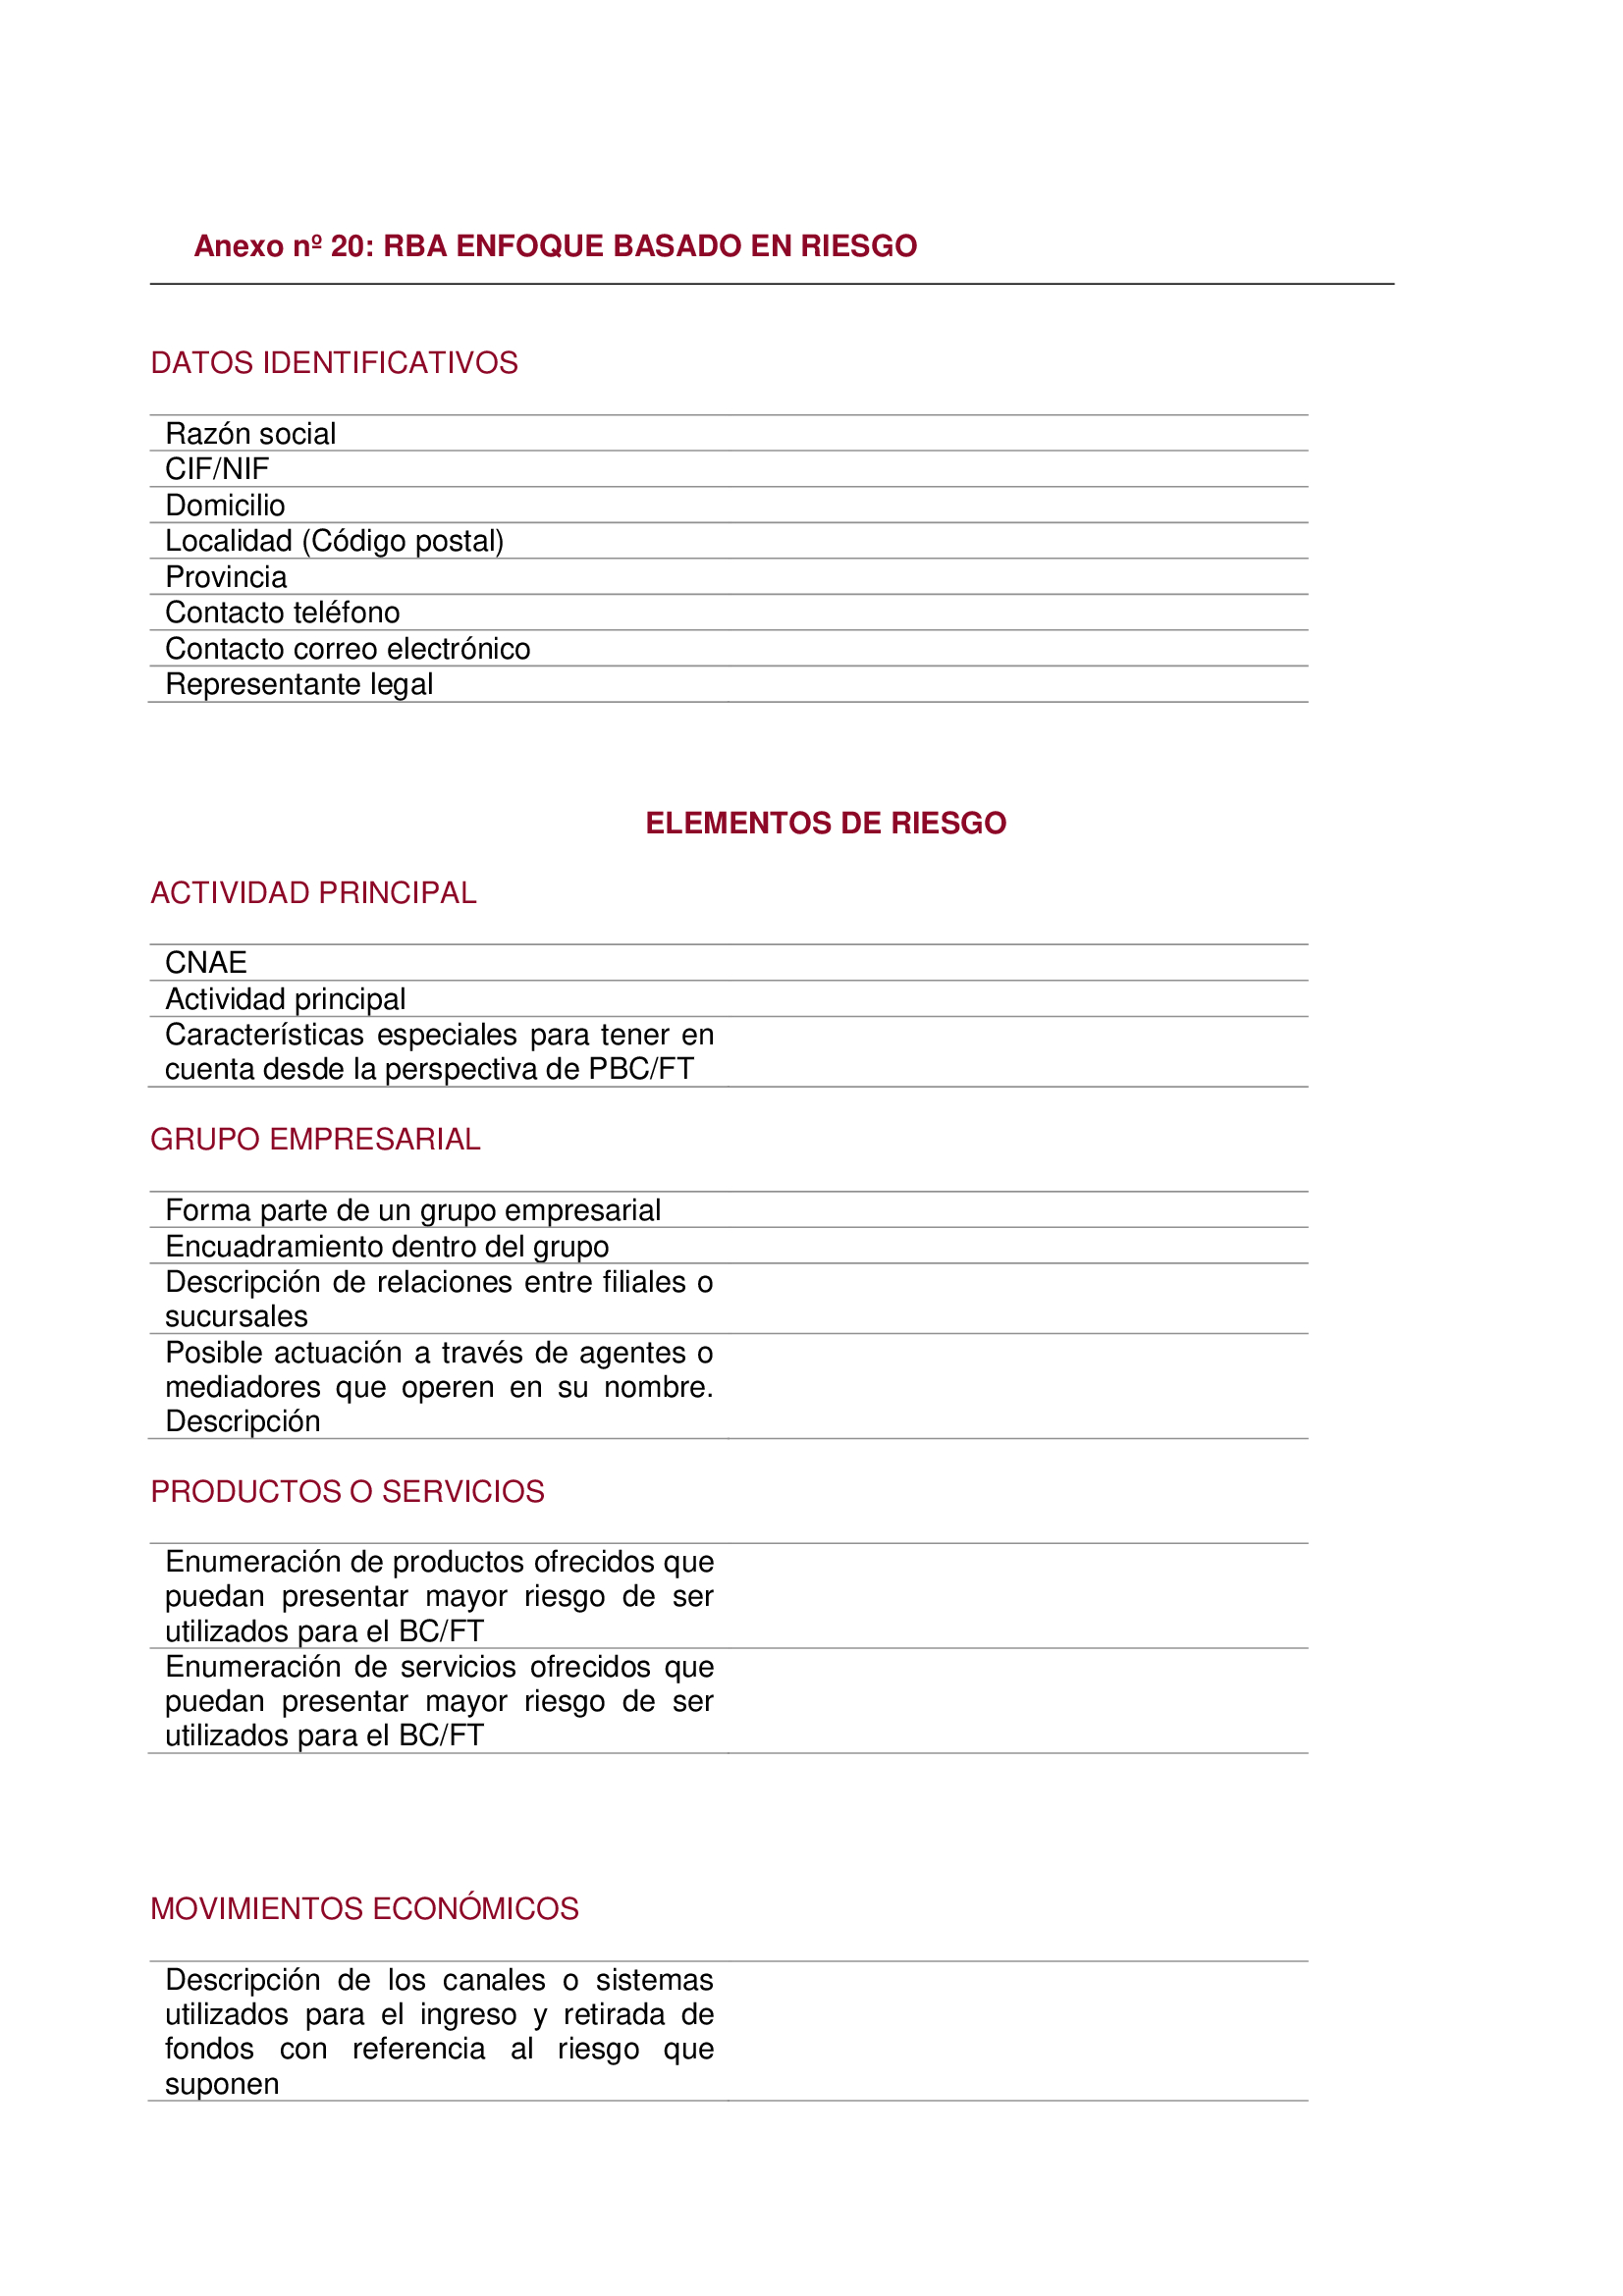 Anexo nº 20: RBA ENFOQUE BASADO EN RIESGO
DATOS IDENTIFICATIVOS
Razón social
CIF/NIF
Domicilio
Localidad (Código postal)
Provincia
Contacto teléfono
Contacto correo electrónico
Representante legal
ELEMENTOS DE RIESGO
ACTIVIDAD PRINCIPAL
CNAE
Actividad principal
Características especiales para tener en
cuenta desde la perspectiva de PBC/FT
GRUPO EMPRESARIAL
Forma parte de un grupo empresarial
Encuadramiento dentro del grupo
Descripción de relaciones entre filiales o
sucursales
Posible actuación a través de agentes o
mediadores que operen en su nombre.
Descripción
PRODUCTOS O SERVICIOS
Enumeración de productos ofrecidos que
puedan presentar mayor riesgo de ser
utilizados para el BC/FT
Enumeración de servicios ofrecidos que
puedan presentar mayor riesgo de ser
utilizados para el BC/FT
MOVIMIENTOS ECONÓMICOS
Descripción de los canales o sistemas
utilizados para el ingreso y retirada de
fondos con referencia al riesgo que
suponen